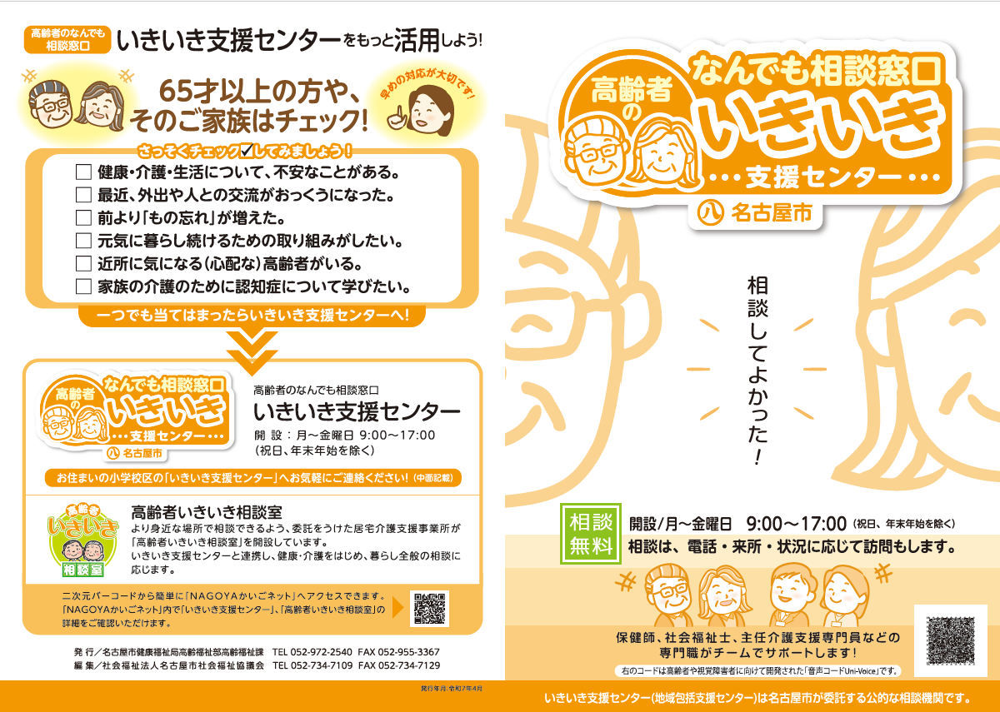 高齢者のなんでも
相談窓口
いきいき支援センターをもっと活用しよう!
65才以上の方や、
そのご家族はチェック!
早めの対応が大切です!
さっそくチェックしてみましょう!
□ 健康・介護・生活について、不安なことがある。
□ 最近、外出や人との交流がおっくうになった。
□ 前より「もの忘れ」が増えた。
□ 元気に暮らし続けるための取り組みがしたい。
□ 近所に気になる(心配な)高齢者がいる。
□ 家族の介護のために認知症について学びたい。
一つでも当てはまったらいきいき支援センターへ!
高齢者
の
なんでも相談窓口
いきいき
…支援センター…
名古屋市
高齢者のなんでも相談窓口
いきいき支援センター
開 設 : 月〜金曜日 9:00〜17:00
(祝日、年末年始を除く)
お住まいの小学校区の「いきいき支援センター」へお気軽にご連絡ください! (中面記載)
高齢者
いきいき
相談室
高齢者いきいき相談室
より身近な場所で相談できるよう、委託をうけた居宅介護支援事業所が
「高齢者いきいき相談室」を開設しています。
いきいき支援センターと連携し、健康・介護をはじめ、暮らし全般の相談に
応じます。
二次元バーコードから簡単に「NAGOYAかいごネット」へアクセスできます。
「NAGOYAかいごネット」内で「いきいき支援センター」、「高齢者いきいき相談室」の
詳細をご確認いただけます。
発 行/名古屋市健康福祉局高齢福祉部高齢福祉課 TEL 052-972-2540 FAX 052-955-3367
編 集/社会福祉法人名古屋市社会福祉協議会 TEL 052-734-7109 FAX 052-734-7129
発行年月:令和7年4月
高齢者
の
なんでも相談窓口
いきいき
…支援センター…
名古屋市
相談してよかった!
相談
無料
開設/月〜金曜日 9:00〜17:00 (祝日、年末年始を除く)
相談は、電話・来所・状況に応じて訪問もします。
保健師、社会福祉士、主任介護支援専門員などの
専門職がチームでサポートします!
右のコードは高齢者や視覚障害者に向けて開発された「音声コードUni-Voice」です。
いきいき支援センター(地域包括支援センター)は名古屋市が委託する公的な相談機関です。